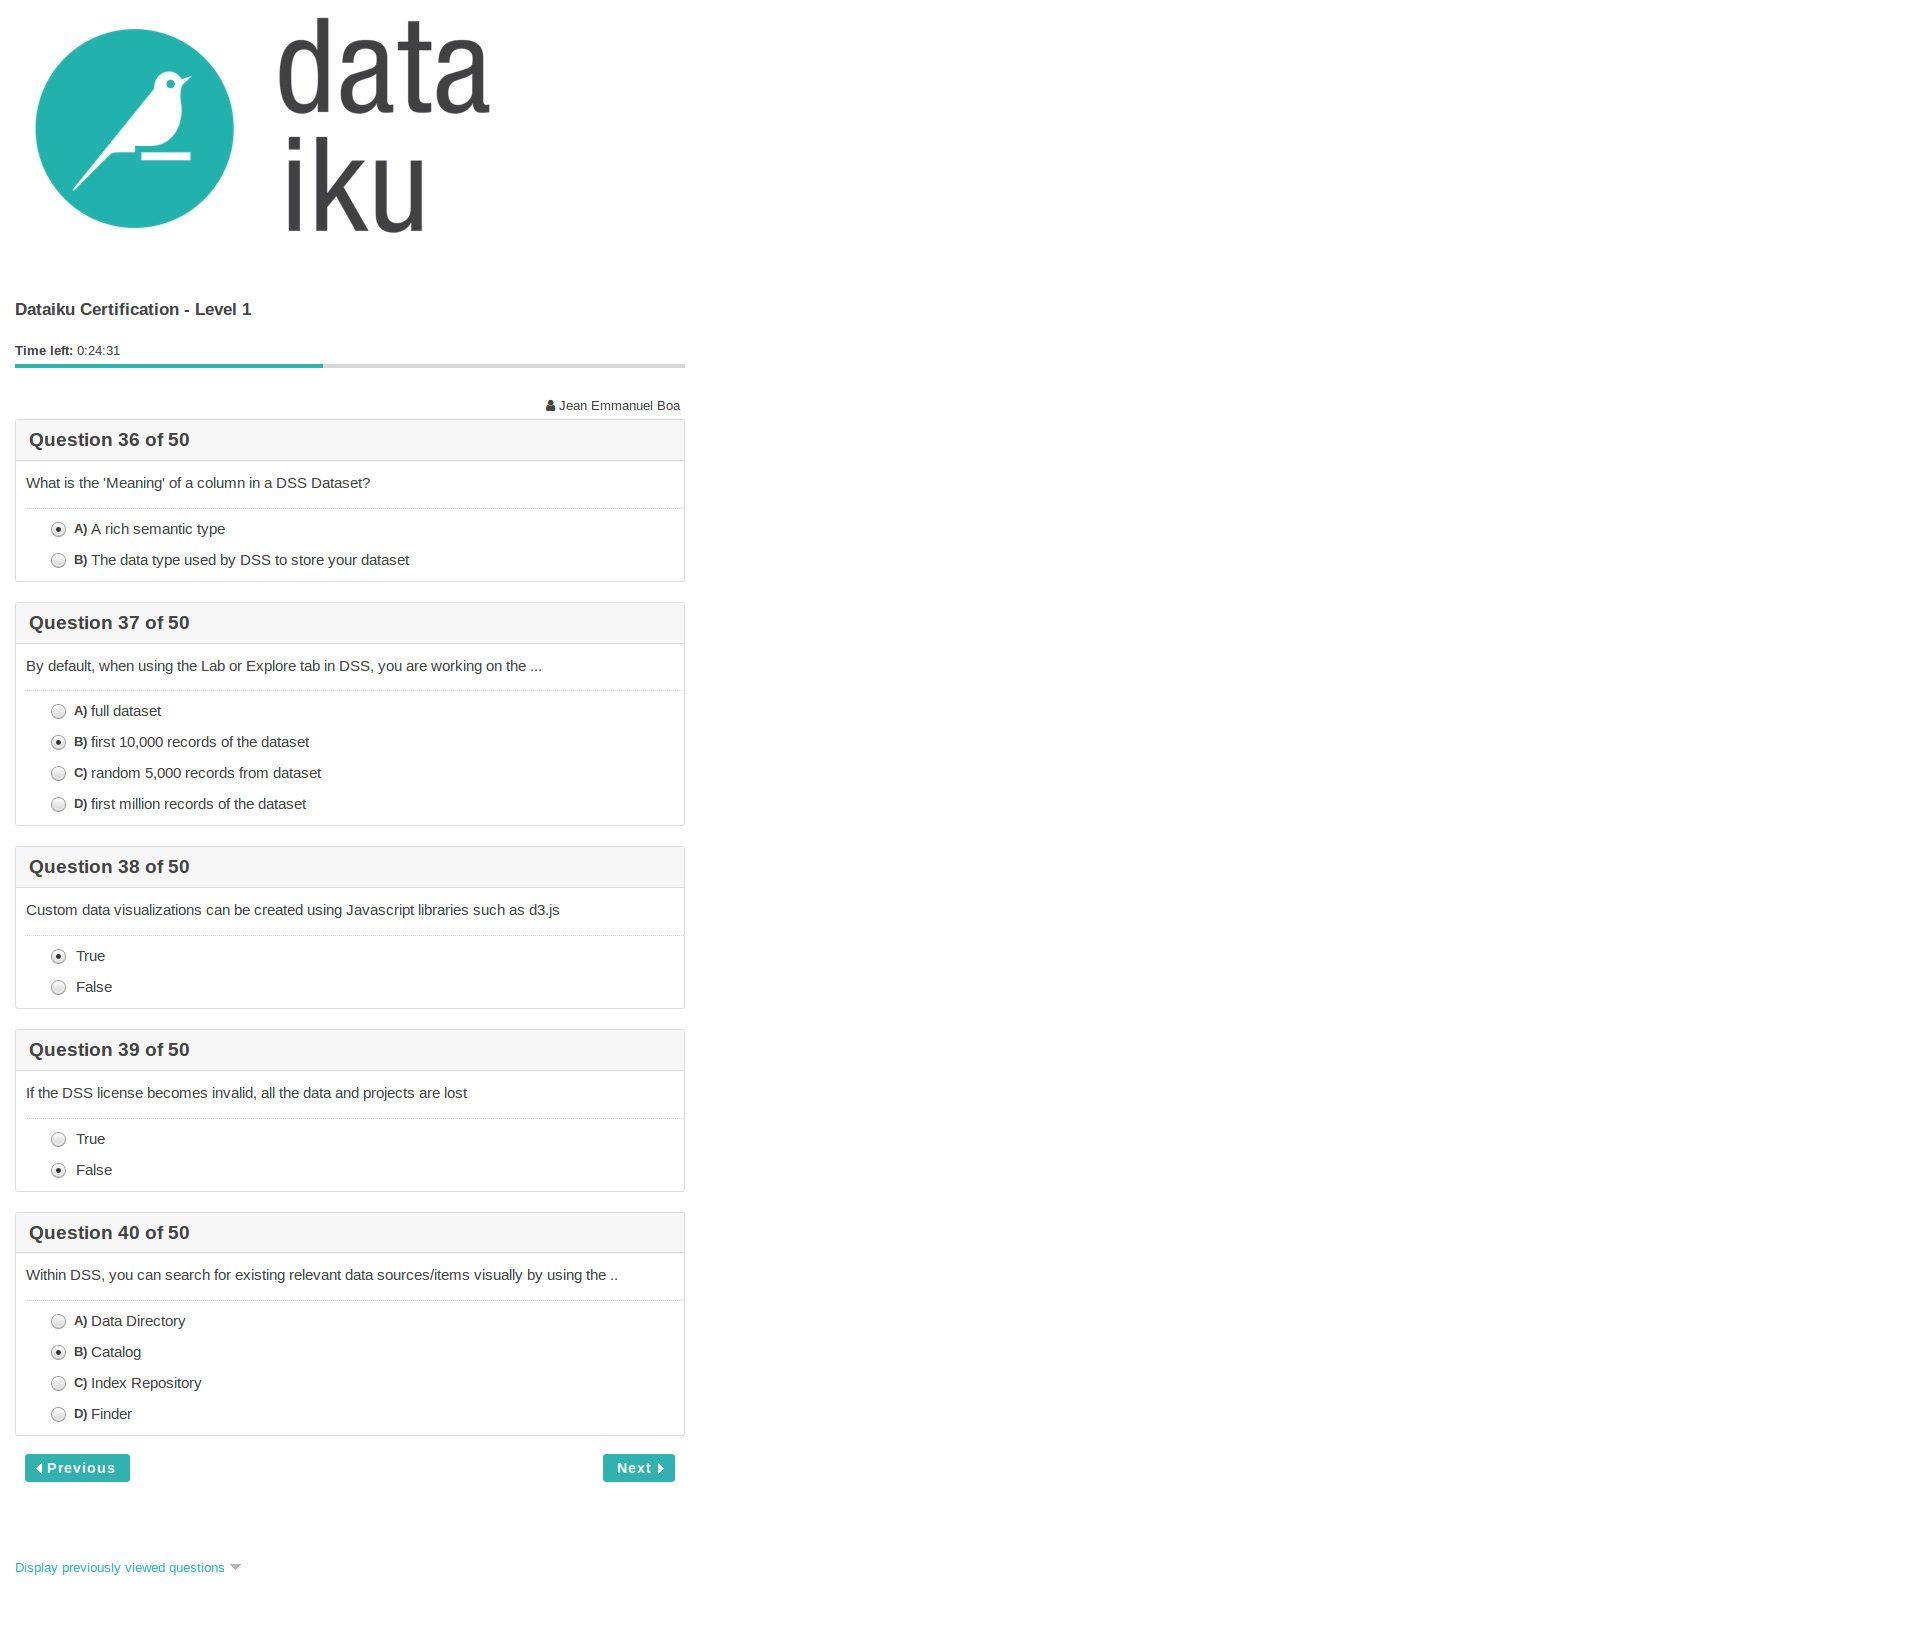 data
iku
Dataiku Certification - Level 1
Time left: 0:24:31
Jean Emmanuel Boa
Question 36 of 50
What is the 'Meaning' of a column in a DSS Dataset?
A) A rich semantic type
B) The data type used by DSS to store your dataset
Question 37 of 50
By default, when using the Lab or Explore tab in DSS, you are working on the ...
A) full dataset
B) first 10,000 records of the dataset
C) random 5,000 records from dataset
D) first million records of the dataset
Question 38 of 50
Custom data visualizations can be created using Javascript libraries such as d3.js
True
False
Question 39 of 50
If the DSS license becomes invalid, all the data and projects are lost
True
False
Question 40 of 50
Within DSS, you can search for existing relevant data sources/items visually by using the ..
A) Data Directory
B) Catalog
C) Index Repository
D) Finder
Previous Next
Display previously viewed questions